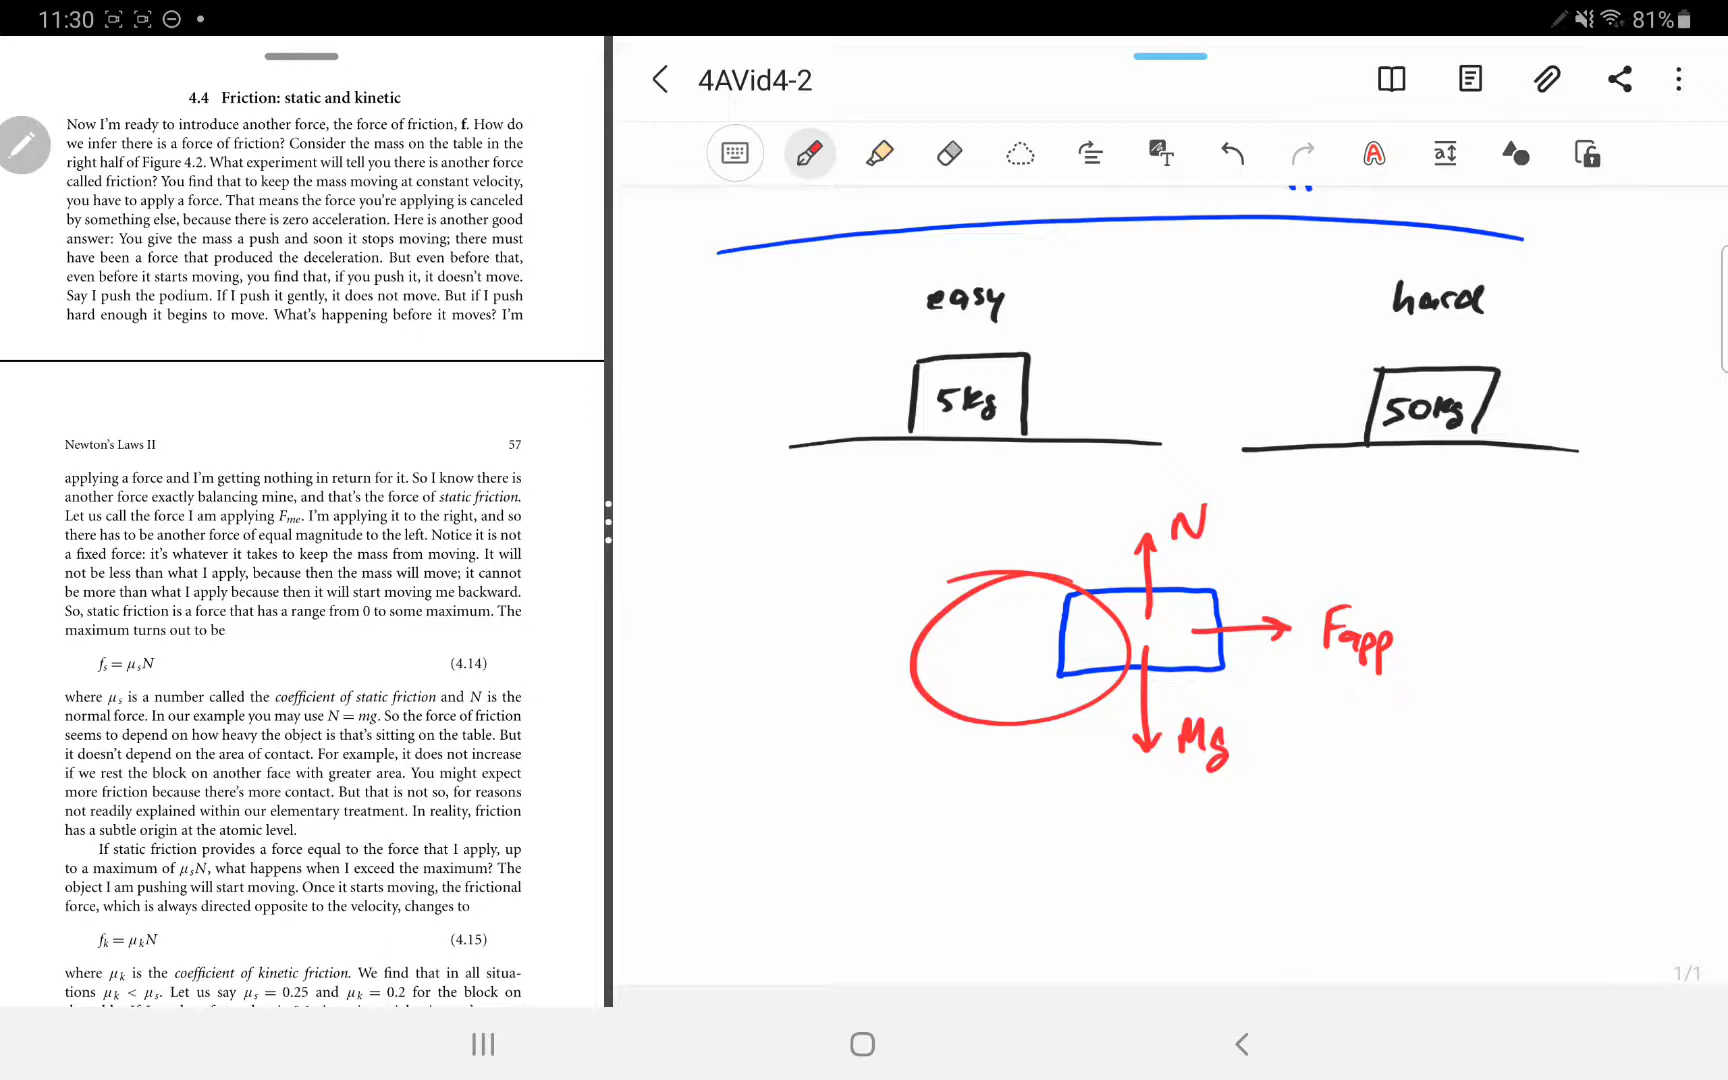 11:30
81%
4.4 Friction: static and kinetic
Now I'm ready to introduce another force, the force of friction, f. How do
we infer there is a force of friction? Consider the mass on the table in the
right half of Figure 4.2. What experiment will tell you there is another force
called friction? You find that to keep the mass moving at constant velocity,
you have to apply a force. That means the force you're applying is canceled
by something else, because there is zero acceleration. Here is another good
answer: You give the mass a push and soon it stops moving; there must
have been a force that produced the deceleration. But even before that,
even before it starts moving, you find that, if you push it, it doesn't move.
Say I push the podium. If I push it gently, it does not move. But if I push
hard enough it begins to move. What's happening before it moves? I'm
Newton's Laws II 57
applying a force and I'm getting nothing in return for it. So I know there is
another force exactly balancing mine, and that's the force of static friction.
Let us call the force I am applying Fme. I'm applying it to the right, and so
there has to be another force of equal magnitude to the left. Notice it is not
a fixed force: it's whatever it takes to keep the mass from moving. It will
not be less than what I apply, because then the mass will move; it cannot
be more than what I apply because then it will start moving me backward.
So, static friction is a force that has a range from 0 to some maximum. The
maximum turns out to be
fs = μsN (4.14)
where μs is a number called the coefficient of static friction and N is the
normal force. In our example you may use N = mg. So the force of friction
seems to depend on how heavy the object is that's sitting on the table. But
it doesn't depend on the area of contact. For example, it does not increase
if we rest the block on another face with greater area. You might expect
more friction because there's more contact. But that is not so, for reasons
not readily explained within our elementary treatment. In reality, friction
has a subtle origin at the atomic level.
If static friction provides a force equal to the force that I apply, up
to a maximum of μsN, what happens when I exceed the maximum? The
object I am pushing will start moving. Once it starts moving, the frictional
force, which is always directed opposite to the velocity, changes to
fk = μkN (4.15)
where μk is the coefficient of kinetic friction. We find that in all situa-
tions μk < μs. Let us say μs = 0.25 and μk = 0.2 for the block on
4AVid4-2
easy
hard
5kg
50kg
N
Fapp
Mg
1/1